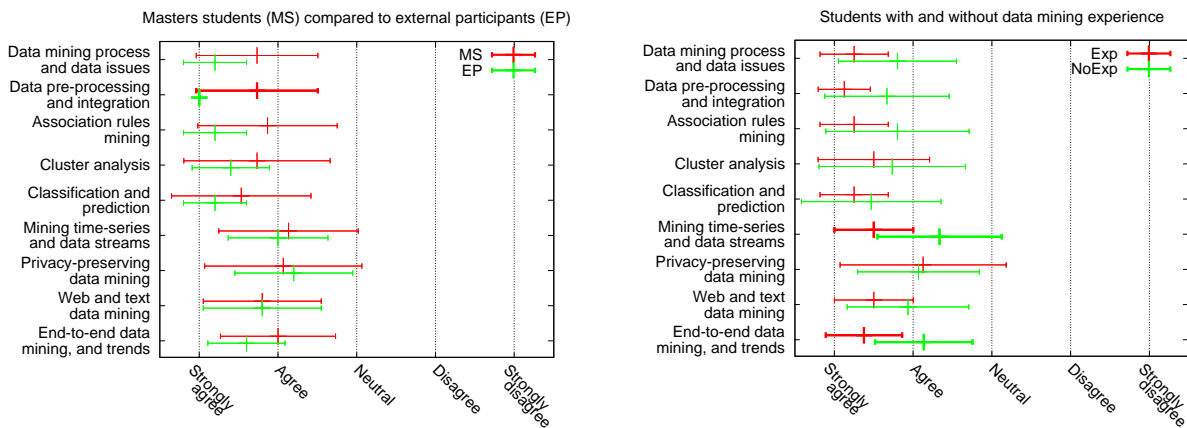 Masters students (MS) compared to external participants (EP)
MS
EP
Data mining process
and data issues
Data pre-processing
and integration
Association rules
mining
Cluster analysis
Classification and
prediction
Mining time-series
and data streams
Privacy-preserving
data mining
Web and text
data mining
End-to-end data
mining, and trends
Strongly
agree
Agree
Neutral
Disagree
Strongly
disagree
Students with and without data mining experience
Exp
NoExp
Data mining process
and data issues
Data pre-processing
and integration
Association rules
mining
Cluster analysis
Classification and
prediction
Mining time-series
and data streams
Privacy-preserving
data mining
Web and text
data mining
End-to-end data
mining, and trends
Strongly
agree
Agree
Neutral
Disagree
Strongly
disagree